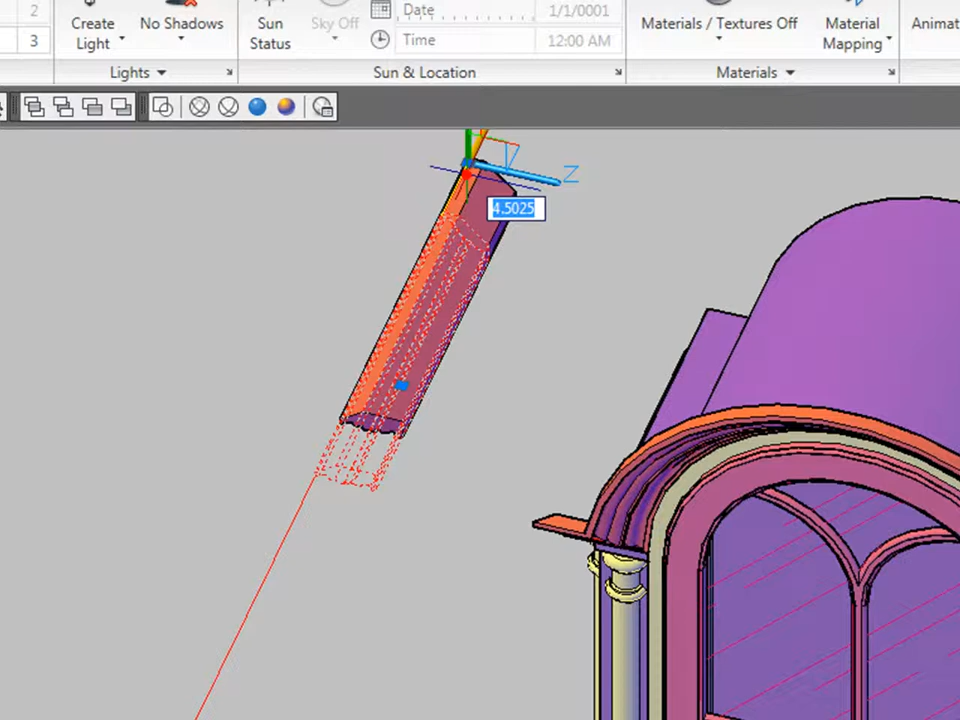 2
3
Create
Light
No Shadows
Lights
Sun
Status
Sky Off
Date
1/1/0001
Time
12:00 AM
Sun & Location
Materials / Textures Off
Material
Mapping
Materials
Animat
Z
4.5025